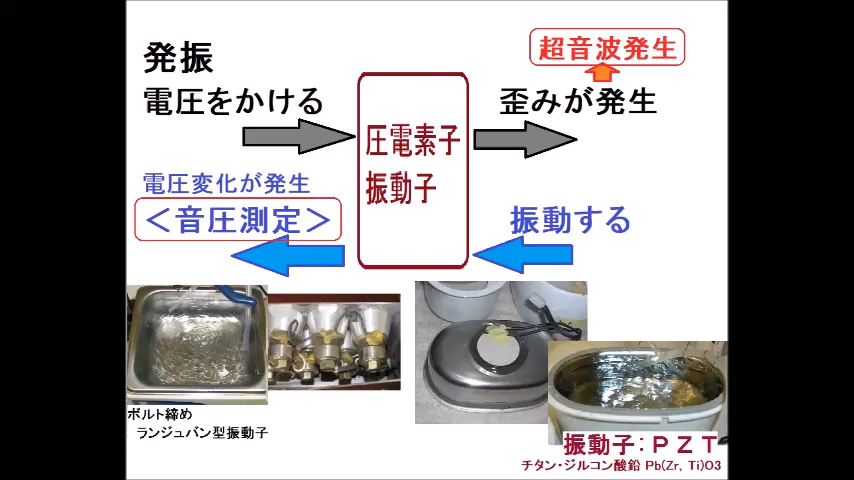 発振
電圧をかける
超音波発生
歪みが発生
圧電素子
振動子
電圧変化が発生
＜音圧測定＞
振動する
ボルト締め
ランジュバン型振動子
振動子：ＰＺＴ
チタン・ジルコン酸鉛 Pb(Zr, Ti)O3